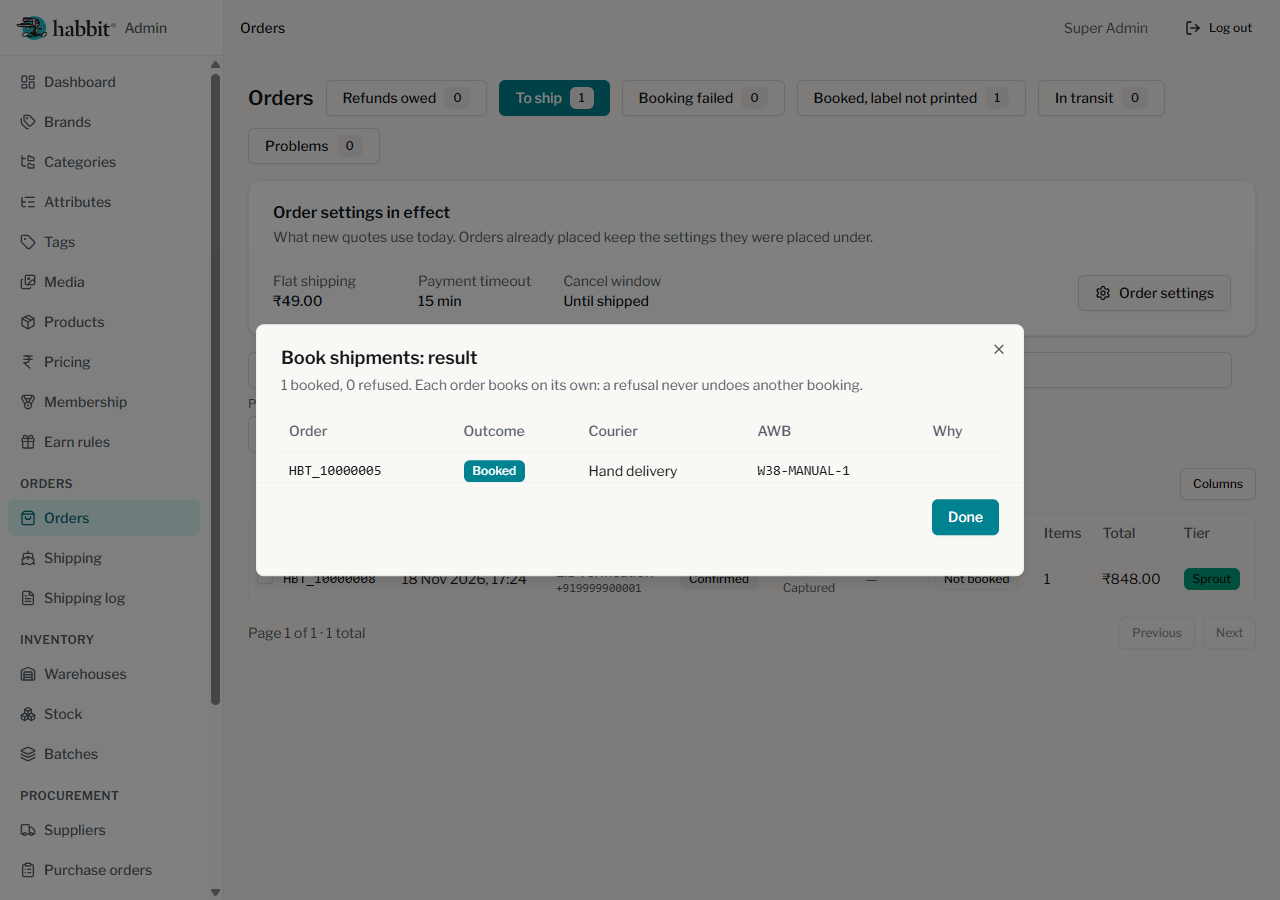 habbit® Admin
Orders
Super Admin
Log out
Dashboard
Brands
Categories
Attributes
Tags
Media
Products
Pricing
Membership
Earn rules
ORDERS
Orders
Shipping
Shipping log
INVENTORY
Warehouses
Stock
Batches
PROCUREMENT
Suppliers
Purchase orders
Orders
Refunds owed 0
To ship 1
Booking failed 0
Booked, label not printed 1
In transit 0
Problems 0
Order settings in effect
What new quotes use today. Orders already placed keep the settings they were placed under.
Flat shipping Payment timeout Cancel window
₹49.00 15 min Until shipped
Order settings
Book shipments: result
1 booked, 0 refused. Each order books on its own: a refusal never undoes another booking.
Order Outcome Courier AWB Why
HBT_10000005 Booked Hand delivery W38-MANUAL-1
Done
Columns
Items Total Tier
HBT_10000008 18 Nov 2026, 17:24 Confirmed — Not booked 1 ₹848.00 Sprout
+919999900001 Captured
Page 1 of 1 · 1 total
Previous Next